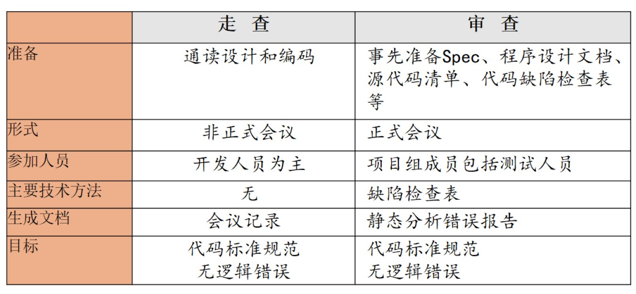 走 查 审 查
准备 通读设计和编码 事先准备Spec、程序设计文档、
源代码清单、代码缺陷检查表
等
形式 非正式会议 正式会议
参加人员 开发人员为主 项目组成员包括测试人员
主要技术方法 无 缺陷检查表
生成文档 会议记录 静态分析错误报告
目标 代码标准规范 代码标准规范
无逻辑错误 无逻辑错误